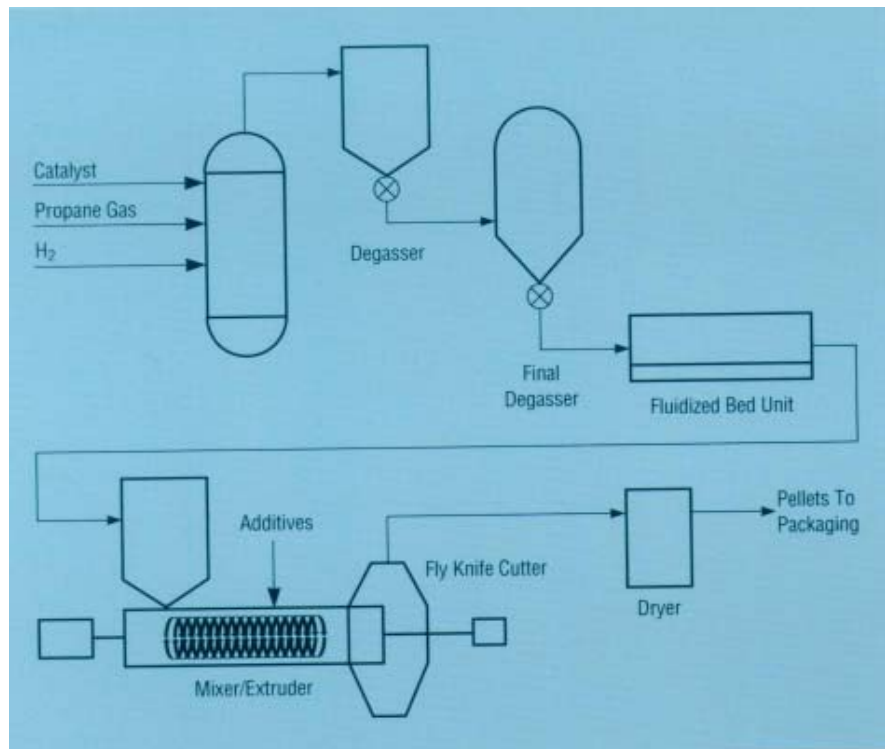 Catalyst
Propane Gas
H₂
Degasser
Final
Degasser
Fluidized Bed Unit
Additives
Fly Knife Cutter
Pellets To
Packaging
Dryer
Mixer/Extruder